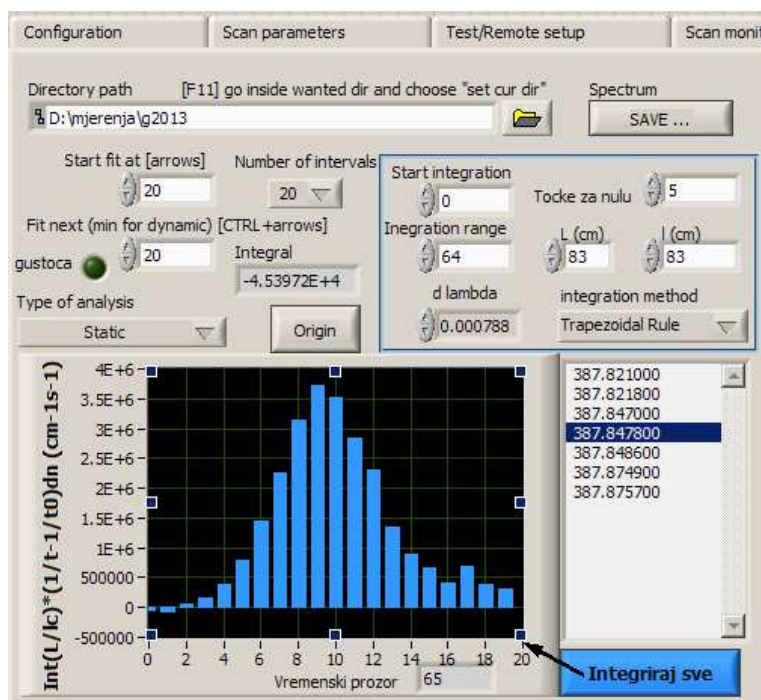 Configuration Scan parameters Test/Remote setup Scan monit
Directory path [F11] go inside wanted dir and choose "set cur dir" Spectrum
D:\mjerenja\g2013 SAVE ...
Start fit at [arrows] Number of intervals
20 20
Fit next (min for dynamic) [CTRL+arrows]
gustoca 20 Integral
-4.53972E+4
Type of analysis
Static Origin
Start integration Tocke za nulu 5
0
Inegration range L (cm) l (cm)
64 83 83
d lambda integration method
0.000788 Trapezoidal Rule
Int(L/lc)*(1/t-1/t0)dn (cm-1s-1)
4E+6
3.5E+6
3E+6
2.5E+6
2E+6
1.5E+6
1E+6
500000
0
-500000
0 2 4 6 8 10 12 14 16 18 20
Vremenski prozor 65
387.821000
387.821800
387.847000
387.847800
387.848600
387.874900
387.875700
Integriraj sve